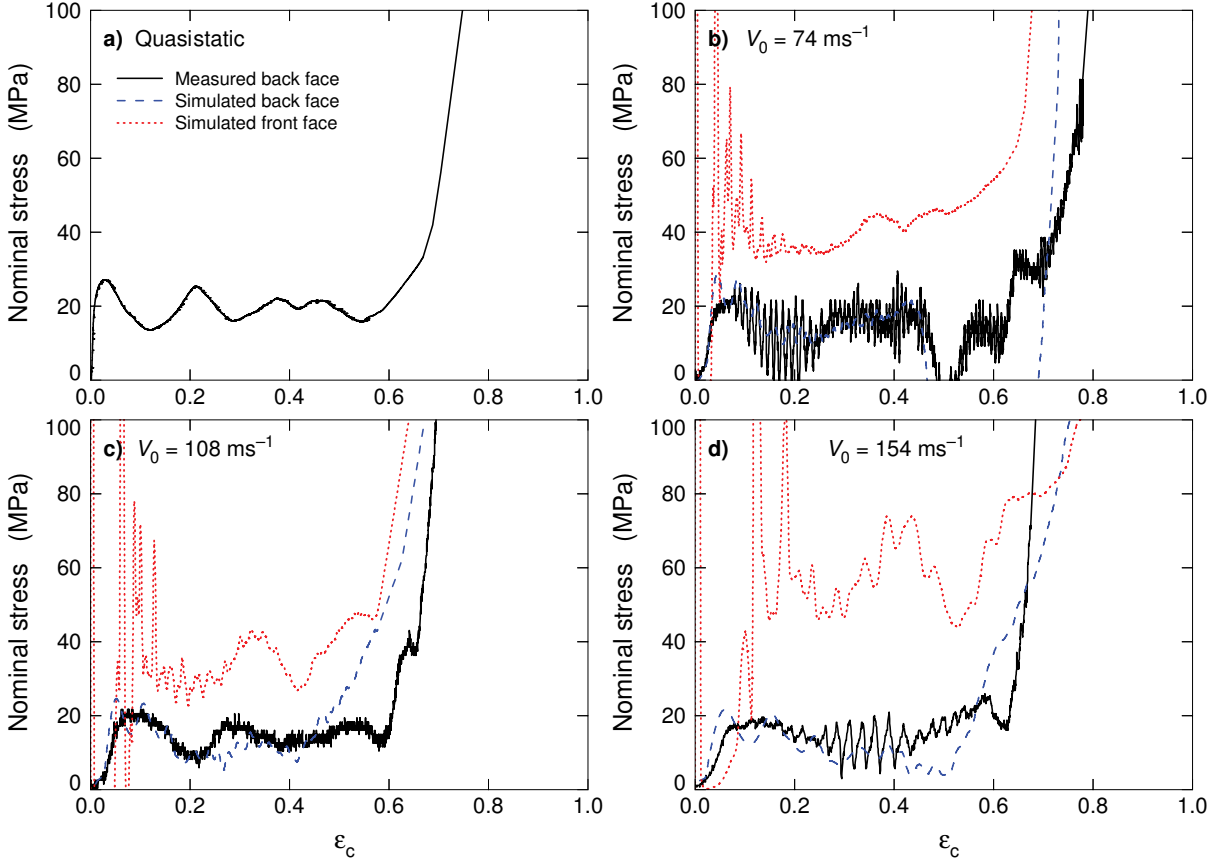 a) Quasistatic
Measured back face
Simulated back face
Simulated front face
Nominal stress (MPa)
100
80
60
40
20
0
0.0 0.2 0.4 0.6 0.8 1.0
b) V₀ = 74 ms⁻¹
Nominal stress (MPa)
100
80
60
40
20
0
0.0 0.2 0.4 0.6 0.8 1.0
c) V₀ = 108 ms⁻¹
Nominal stress (MPa)
100
80
60
40
20
0
0.0 0.2 0.4 0.6 0.8 1.0
ε_c
d) V₀ = 154 ms⁻¹
Nominal stress (MPa)
100
80
60
40
20
0
0.0 0.2 0.4 0.6 0.8 1.0
ε_c